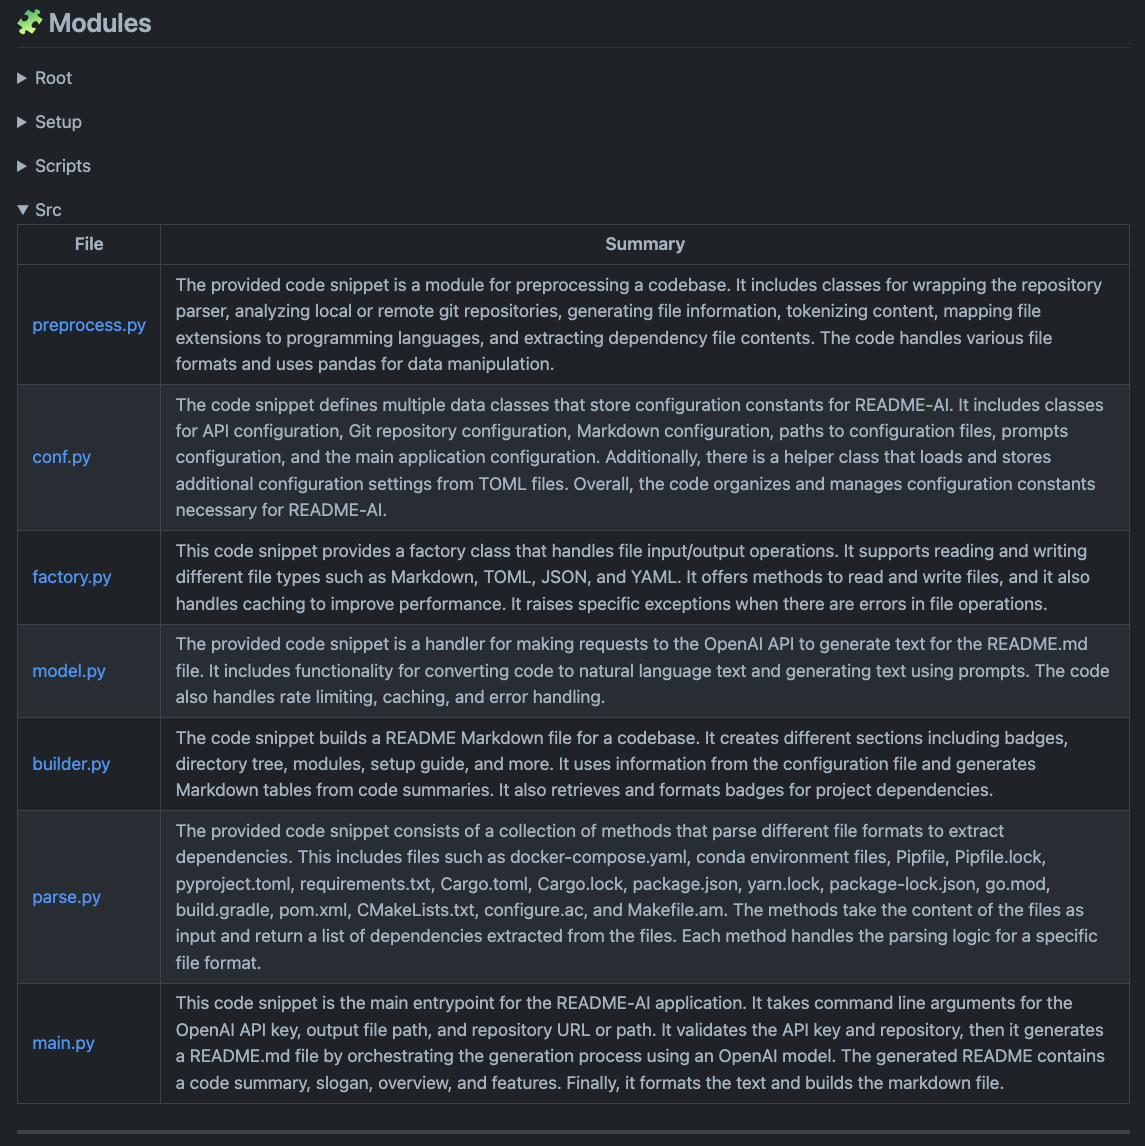 Modules
Root
Setup
Scripts
Src
File
Summary
preprocess.py
The provided code snippet is a module for preprocessing a codebase. It includes classes for wrapping the repository
parser, analyzing local or remote git repositories, generating file information, tokenizing content, mapping file
extensions to programming languages, and extracting dependency file contents. The code handles various file
formats and uses pandas for data manipulation.
conf.py
The code snippet defines multiple data classes that store configuration constants for README-AI. It includes classes
for API configuration, Git repository configuration, Markdown configuration, paths to configuration files, prompts
configuration, and the main application configuration. Additionally, there is a helper class that loads and stores
additional configuration settings from TOML files. Overall, the code organizes and manages configuration constants
necessary for README-AI.
factory.py
This code snippet provides a factory class that handles file input/output operations. It supports reading and writing
different file types such as Markdown, TOML, JSON, and YAML. It offers methods to read and write files, and it also
handles caching to improve performance. It raises specific exceptions when there are errors in file operations.
model.py
The provided code snippet is a handler for making requests to the OpenAI API to generate text for the README.md
file. It includes functionality for converting code to natural language text and generating text using prompts. The code
also handles rate limiting, caching, and error handling.
builder.py
The code snippet builds a README Markdown file for a codebase. It creates different sections including badges,
directory tree, modules, setup guide, and more. It uses information from the configuration file and generates
Markdown tables from code summaries. It also retrieves and formats badges for project dependencies.
parse.py
The provided code snippet consists of a collection of methods that parse different file formats to extract
dependencies. This includes files such as docker-compose.yaml, conda environment files, Pipfile, Pipfile.lock,
pyproject.toml, requirements.txt, Cargo.toml, Cargo.lock, package.json, yarn.lock, package-lock.json, go.mod,
build.gradle, pom.xml, CMakeLists.txt, configure.ac, and Makefile.am. The methods take the content of the files as
input and return a list of dependencies extracted from the files. Each method handles the parsing logic for a specific
file format.
main.py
This code snippet is the main entrypoint for the README-AI application. It takes command line arguments for the
OpenAI API key, output file path, and repository URL or path. It validates the API key and repository, then it generates
a README.md file by orchestrating the generation process using an OpenAI model. The generated README contains
a code summary, slogan, overview, and features. Finally, it formats the text and builds the markdown file.